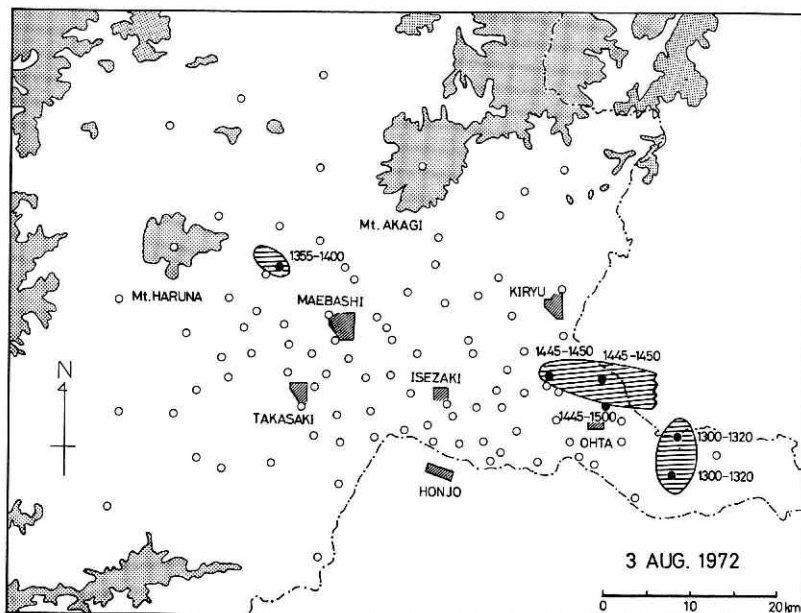 Mt. AKAGI
1355-1400
Mt. HARUNA
MAEBASHI
KIRYU
N
1445-1450
1445-1450
ISEZAKI
TAKASAKI
1445-1500
OHTA
1300-1320
HONJO
1300-1320
3 AUG. 1972
0 10 20 km